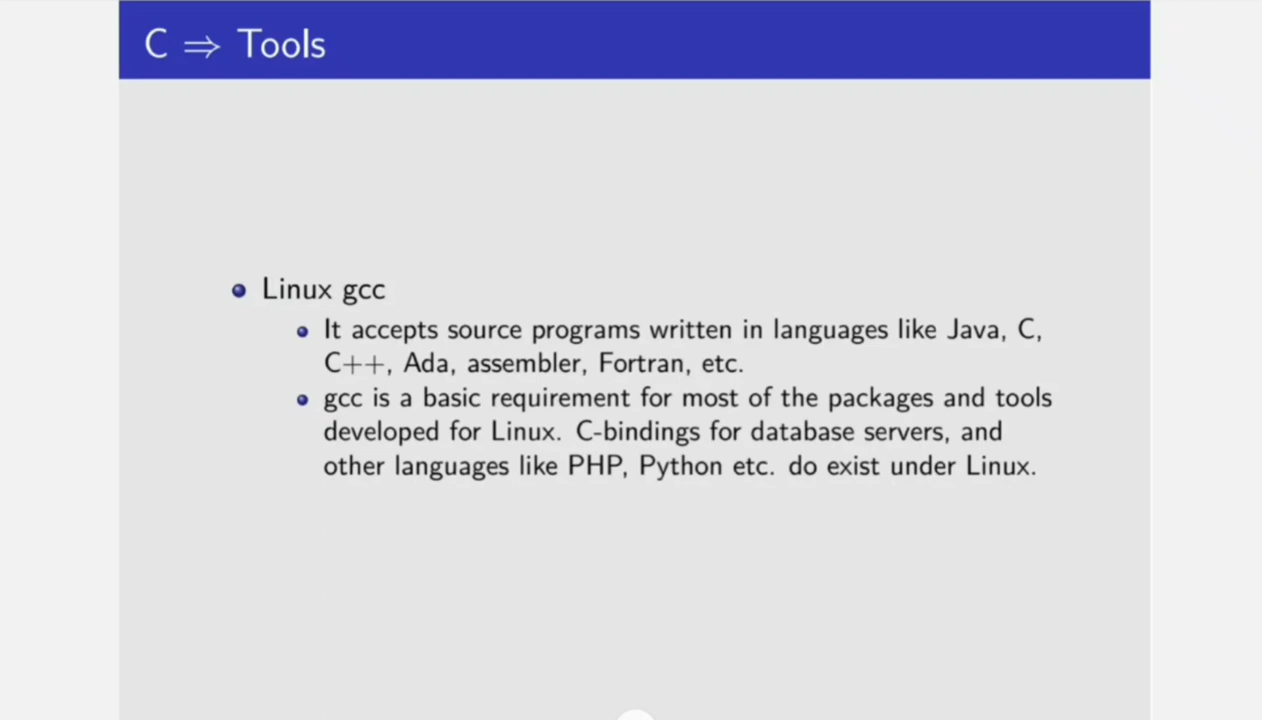 C ⇒ Tools
Linux gcc
It accepts source programs written in languages like Java, C,
C++, Ada, assembler, Fortran, etc.
gcc is a basic requirement for most of the packages and tools
developed for Linux. C-bindings for database servers, and
other languages like PHP, Python etc. do exist under Linux.